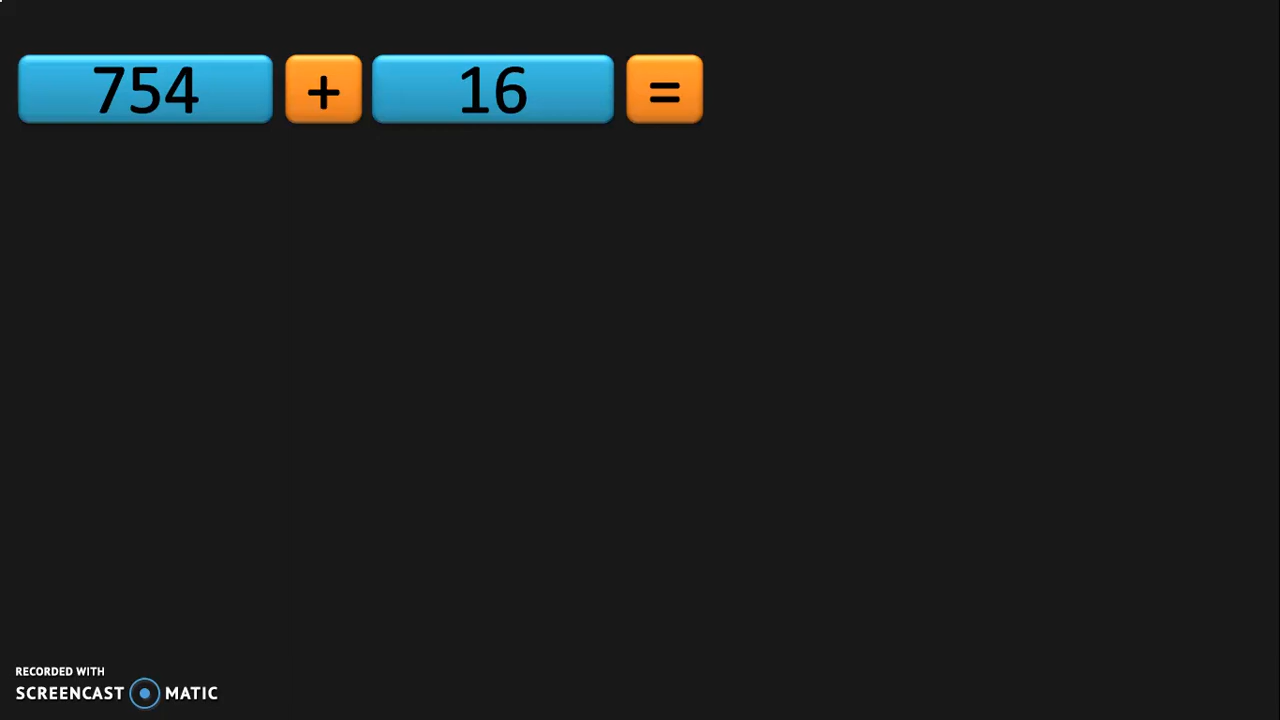 754 + 16 =
RECORDED WITH
SCREENCAST MATIC